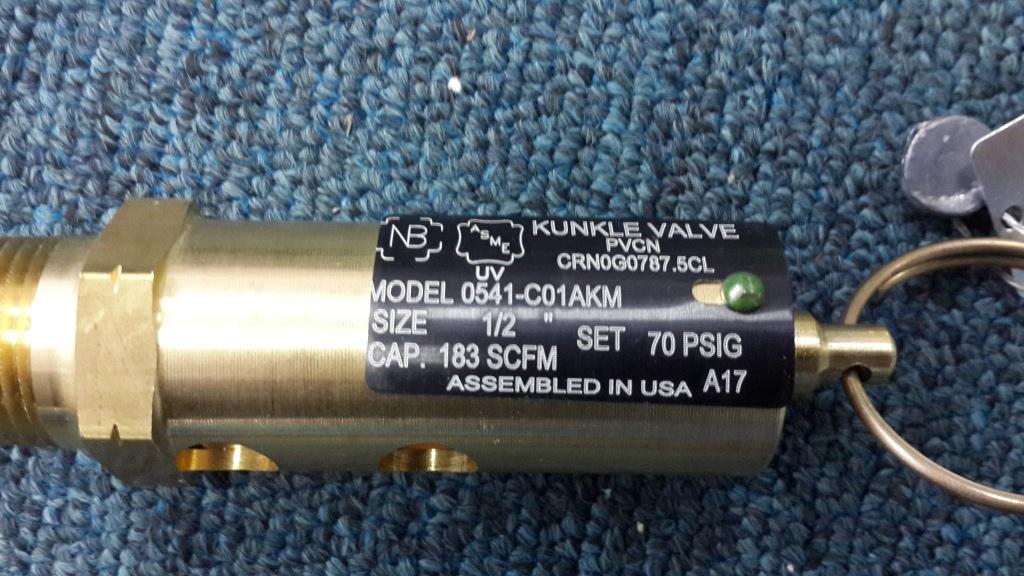 NB
ASME
UV
KUNKLE VALVE
PVCN
CRN0G0787.5CL
MODEL 0541-C01AKM
SIZE 1/2 " SET 70 PSIG
CAP. 183 SCFM
ASSEMBLED IN USA A17